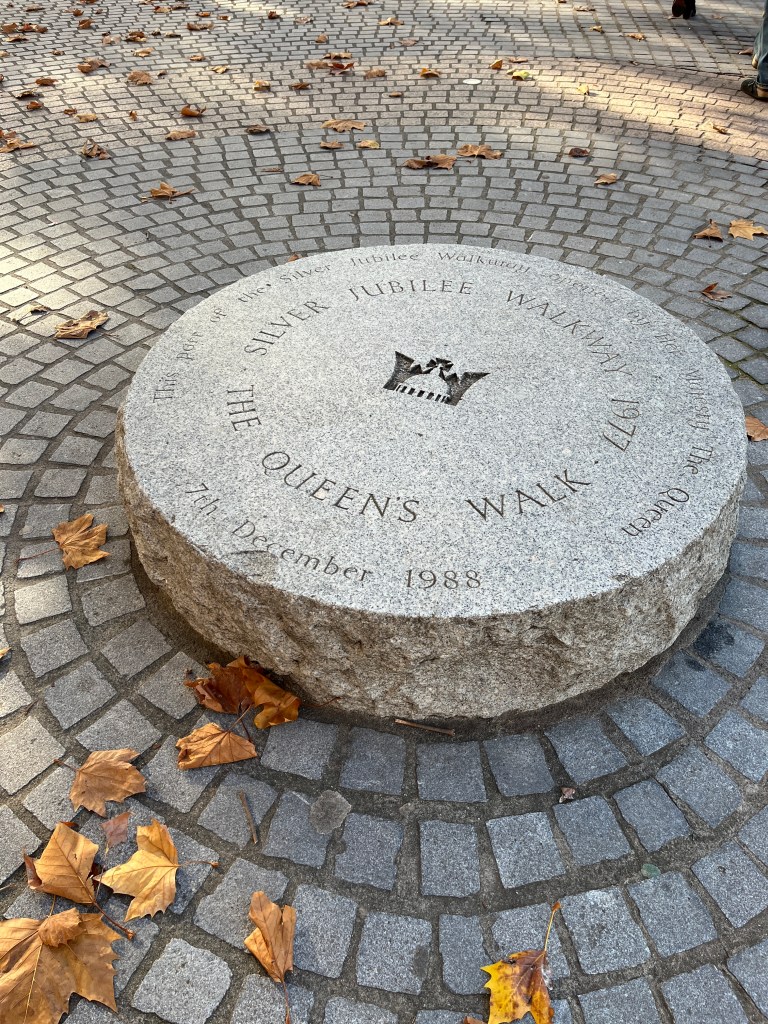 This part of the Silver Jubilee Walkway opened by Her Majesty The Queen
7th December 1988
THE SILVER JUBILEE WALKWAY 1977 ·
QUEEN'S WALK ·